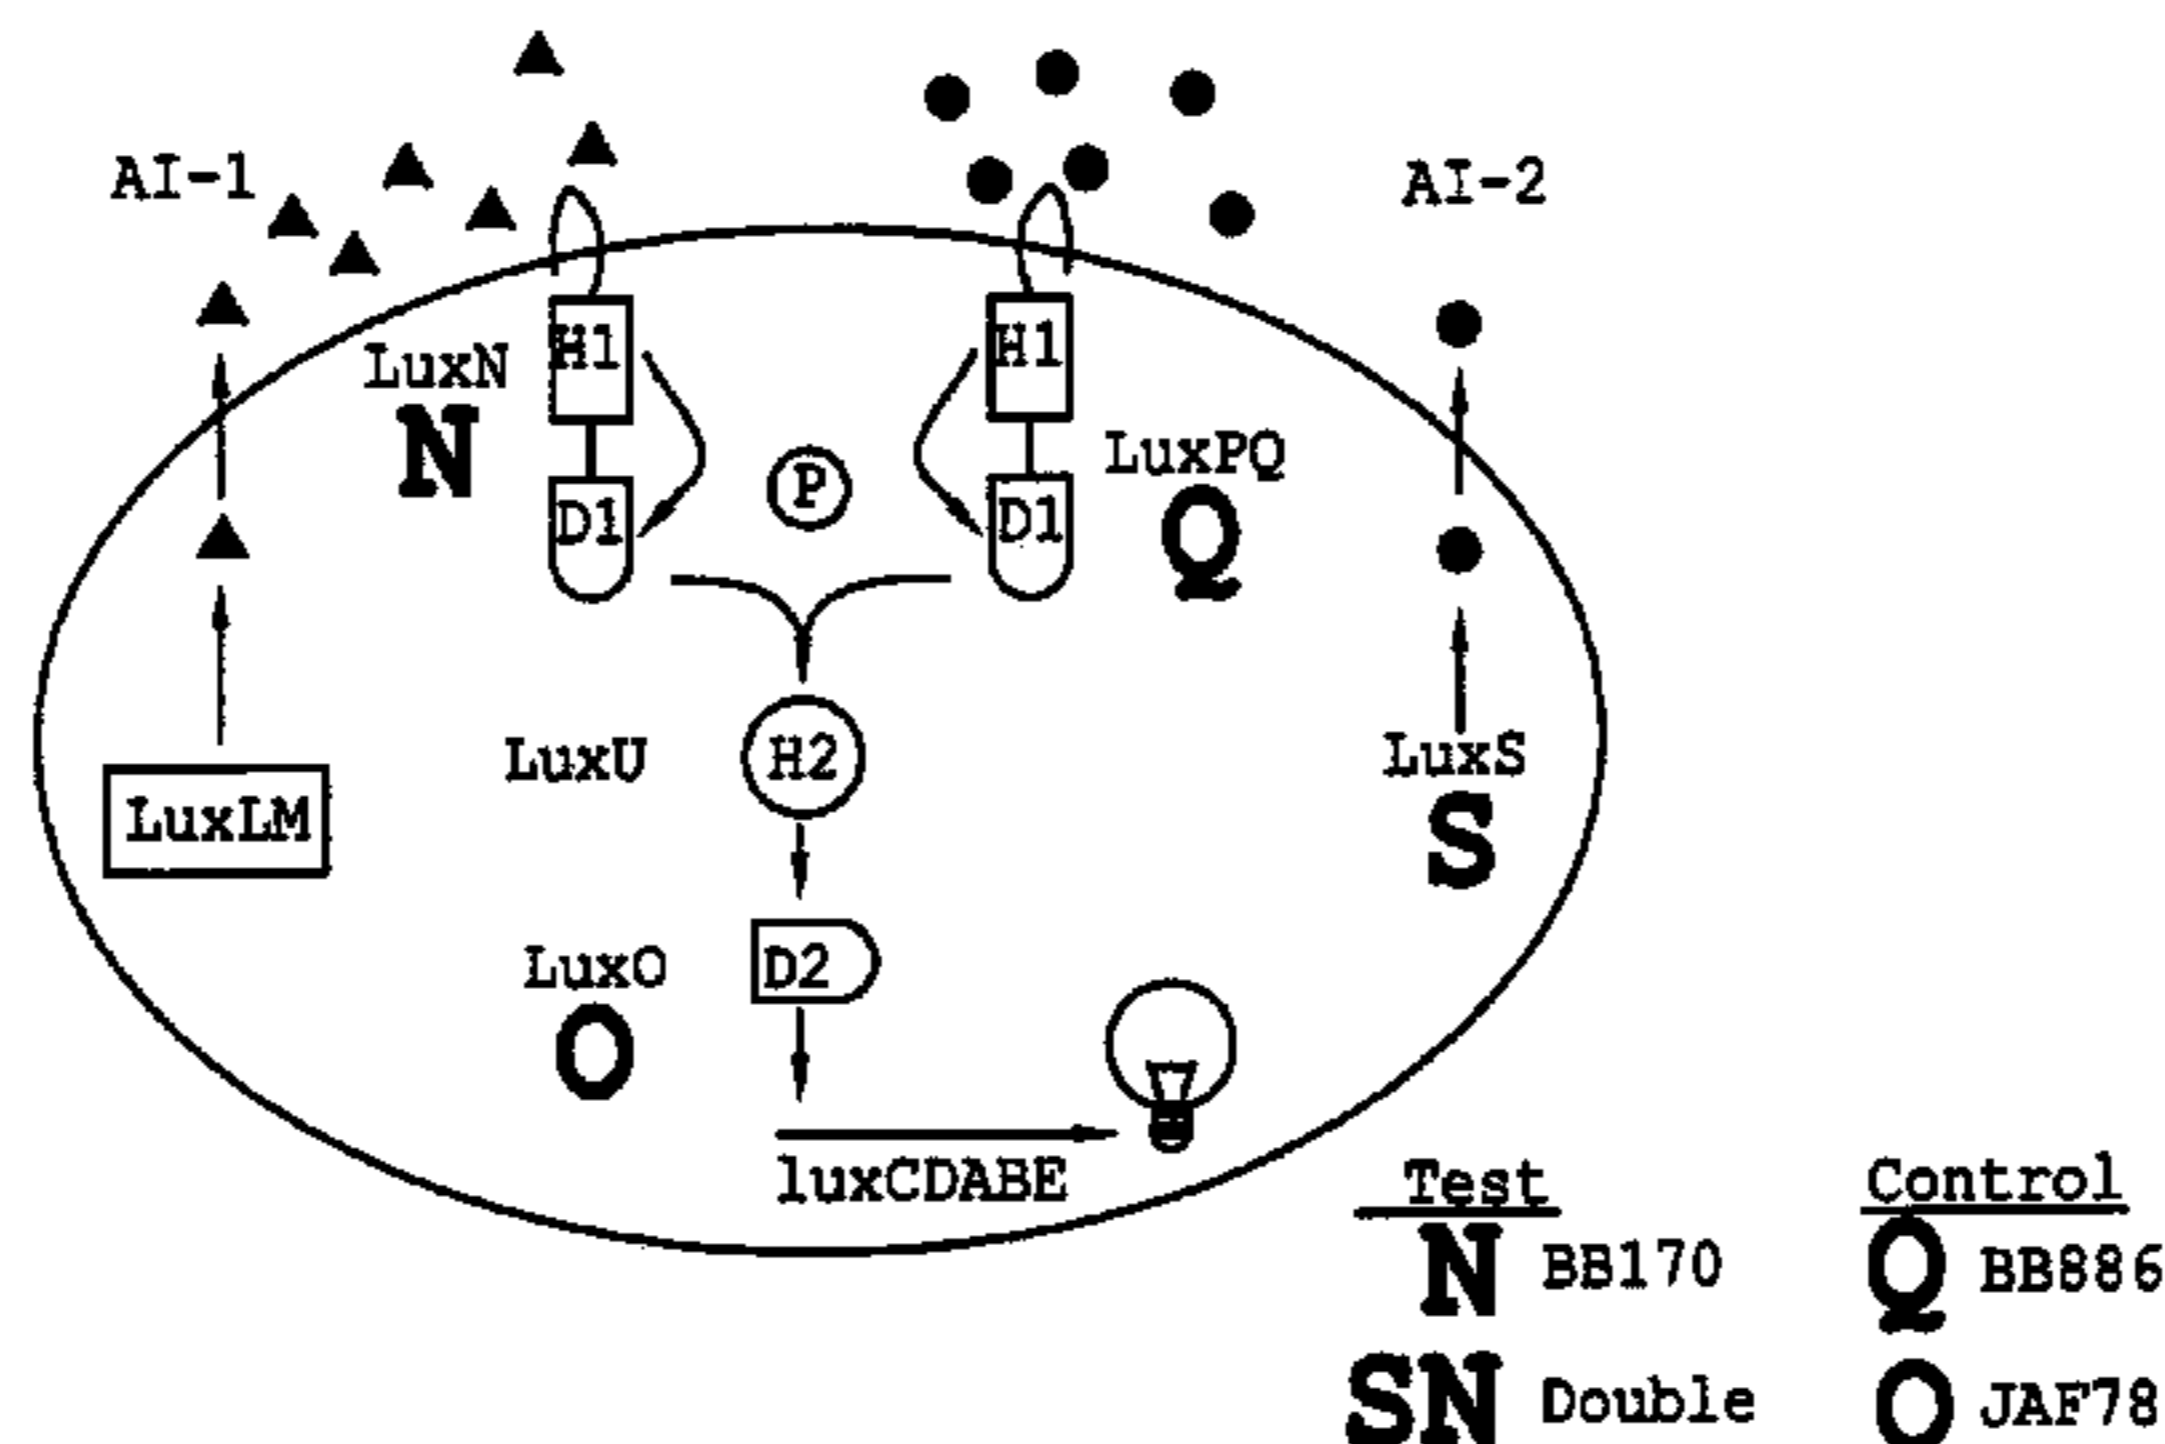 AI-1
AI-2
LuxN
N
H1
H1
P
LuxPQ
Q
D1
D1
LuxU
H2
LuxS
S
LuxLM
LuxO
O
D2
luxCDABE
Test Control
N BB170 Q BB886
SN Double O JAF78